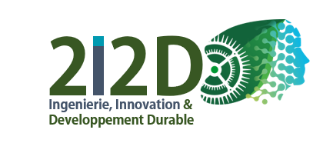 2i2D
Ingenierie, Innovation &
Developpement Durable